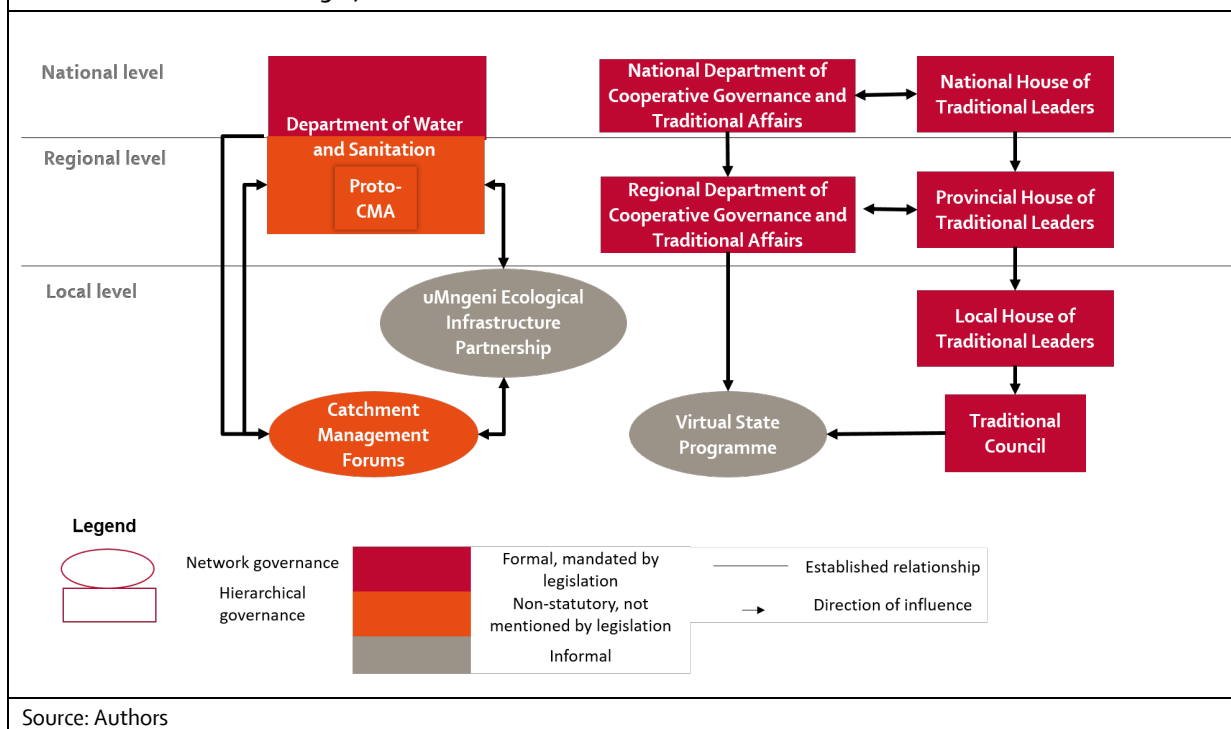 National level
Department of Water
and Sanitation
Proto-
CMA
National Department of
Cooperative Governance and
Traditional Affairs
National House of
Traditional Leaders
Regional level
Regional Department of
Cooperative Governance and
Traditional Affairs
Provincial House of
Traditional Leaders
Local level
uMngeni Ecological
Infrastructure
Partnership
Local House of
Traditional Leaders
Catchment
Management
Forums
Virtual State
Programme
Traditional
Council
Legend
Network governance
Hierarchical
governance
Formal, mandated by
legislation
Non-statutory, not
mentioned by legislation
Informal
Established relationship
Direction of influence
Source: Authors